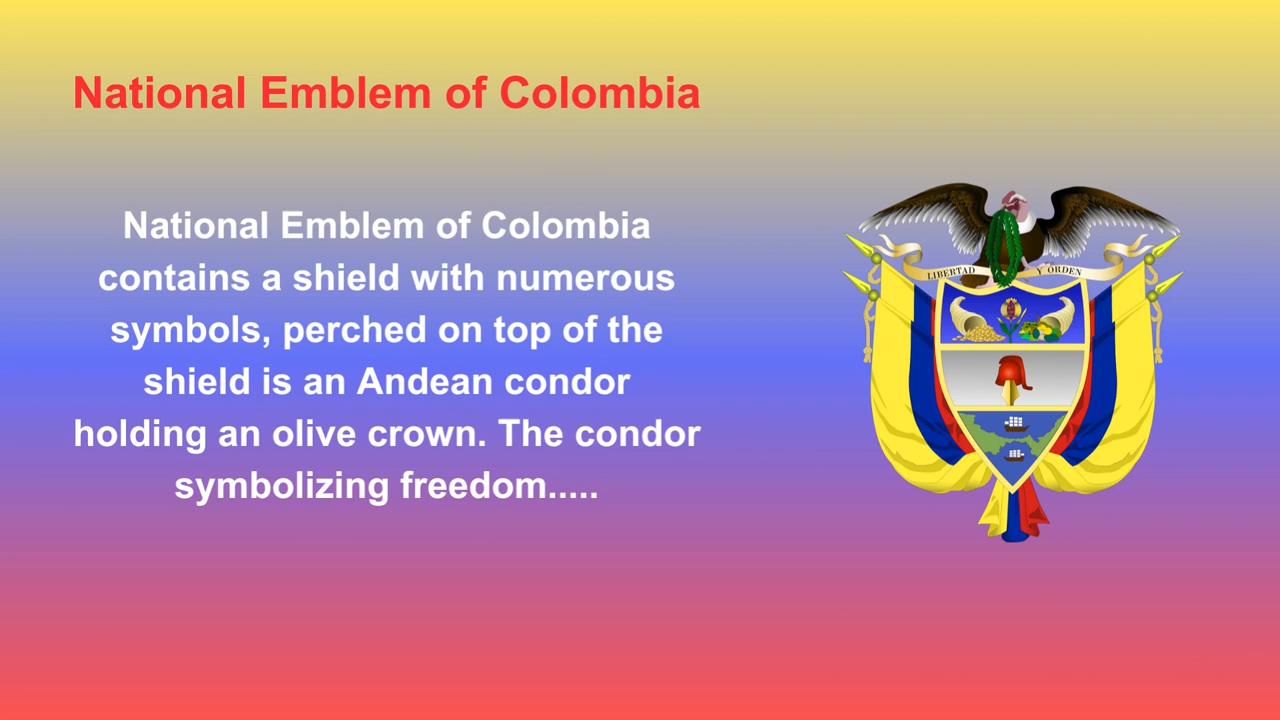 National Emblem of Colombia
National Emblem of Colombia
contains a shield with numerous
symbols, perched on top of the
shield is an Andean condor
holding an olive crown. The condor
symbolizing freedom.....
LIBERTAD Y ORDEN